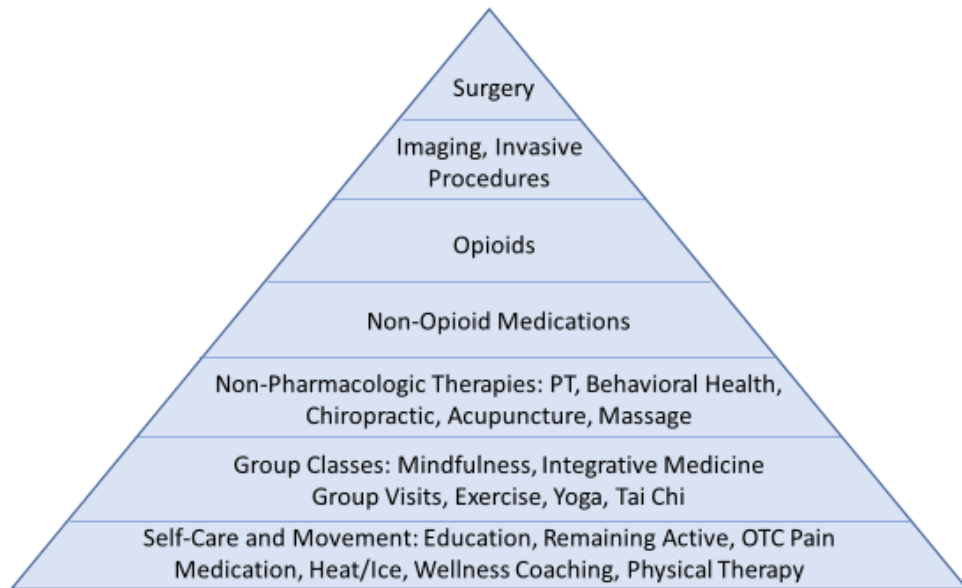 Surgery
Imaging, Invasive
Procedures
Opioids
Non-Opioid Medications
Non-Pharmacologic Therapies: PT, Behavioral Health,
Chiropractic, Acupuncture, Massage
Group Classes: Mindfulness, Integrative Medicine
Group Visits, Exercise, Yoga, Tai Chi
Self-Care and Movement: Education, Remaining Active, OTC Pain
Medication, Heat/Ice, Wellness Coaching, Physical Therapy